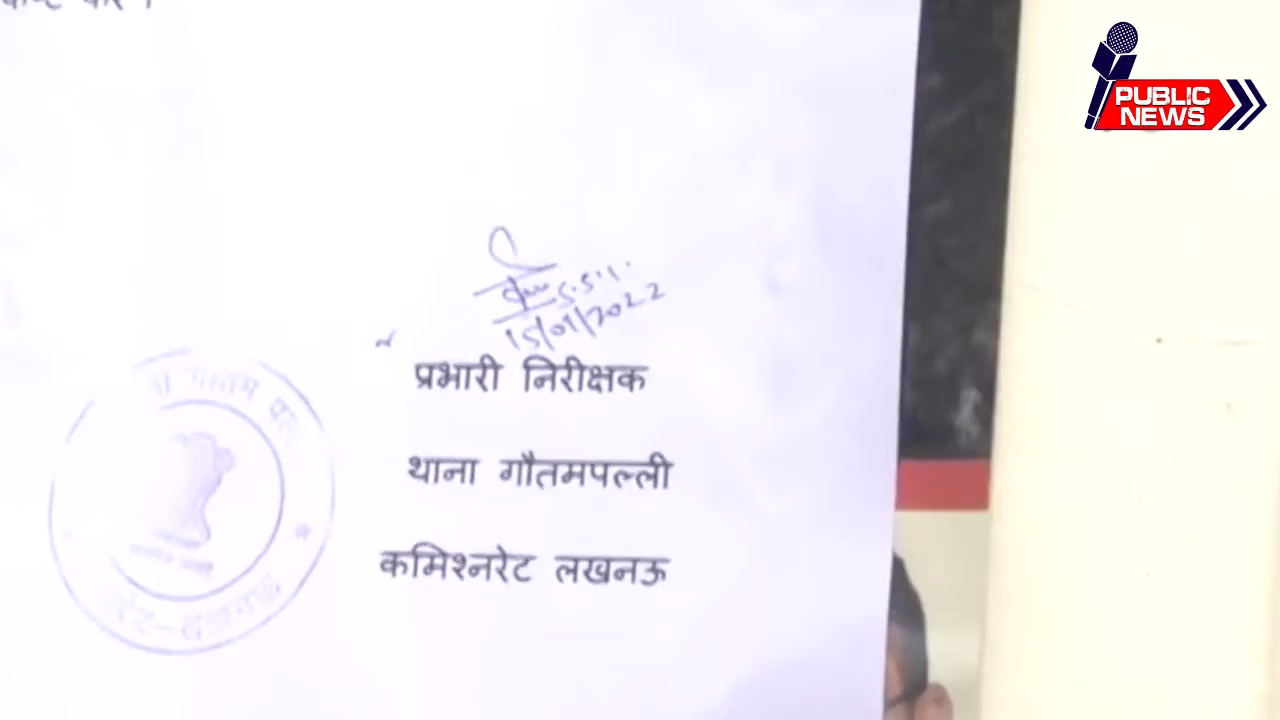 PUBLIC
NEWS
S.S.I.
15/01/2022
प्रभारी निरीक्षक
थाना गौतमपल्ली
कमिश्नरेट लखनऊ